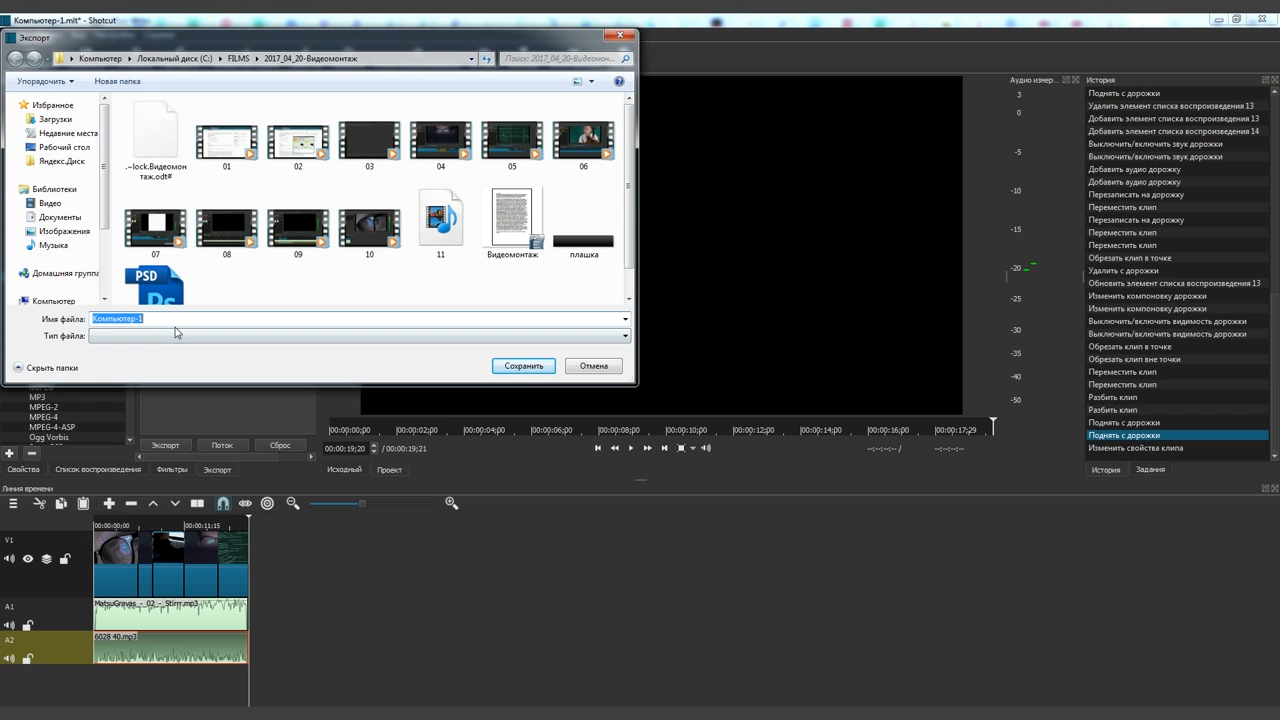 Компьютер-1.mlt* - Shotcut
Экспорт
Компьютер
Локальный диск (C:)
FILMS
2017_04_20-Видеомонтаж
Поиск: 2017_04_20-Видеомон...
Упорядочить
Новая папка
Избранное
Загрузки
Недавние места
Рабочий стол
Яндекс.Диск
Библиотеки
Видео
Документы
Изображения
Музыка
Домашняя группа
Компьютер
.~lock.Видеомон
таж.odt#
01
02
03
04
05
06
07
08
09
10
11
Видеомонтаж
плашка
PSD
Ps
Имя файла:
Компьютер-1
Тип файла:
Скрыть папки
Сохранить
Отмена
MP3
MPEG-2
MPEG-4
MPEG-4-ASP
Ogg Vorbis
Экспорт
Поток
Сброс
Свойства
Список воспроизведения
Фильтры
Экспорт
|00:00:00;00
|00:00:02;00
|00:00:04;00
|00:00:06;00
|00:00:08;00
|00:00:10;00
|00:00:12;00
|00:00:14;00
|00:00:16;00
|00:00:17;29
00:00:19;20
/ 00:00:19;21
--:--:--;-- /
--:--:--;--
Исходный
Проект
Аудио измер...
3
0
-5
-10
-15
-20
-25
-30
-35
-40
-50
История
Поднять с дорожки
Удалить элемент списка воспроизведения 13
Добавить элемент списка воспроизведения 13
Добавить элемент списка воспроизведения 14
Выключить/включить звук дорожки
Выключить/включить звук дорожки
Добавить аудио дорожку
Добавить аудио дорожку
Перезаписать на дорожку
Переместить клип
Перезаписать на дорожку
Переместить клип
Переместить клип
Обрезать клип в точке
Удалить с дорожки
Обновить элемент списка воспроизведения 13
Изменить компоновку дорожки
Изменить компоновку дорожки
Выключить/включить видимость дорожки
Выключить/включить видимость дорожки
Обрезать клип в точке
Обрезать клип вне точки
Переместить клип
Переместить клип
Разбить клип
Разбить клип
Поднять с дорожки
Поднять с дорожки
Изменить свойства клипа
История
Задания
Линия времени
00:00:00;00
|00:00:11;15
V1
A1
MatsuGravas_-_02_-_Stirrr.mp3
A2
6028 40.mp3